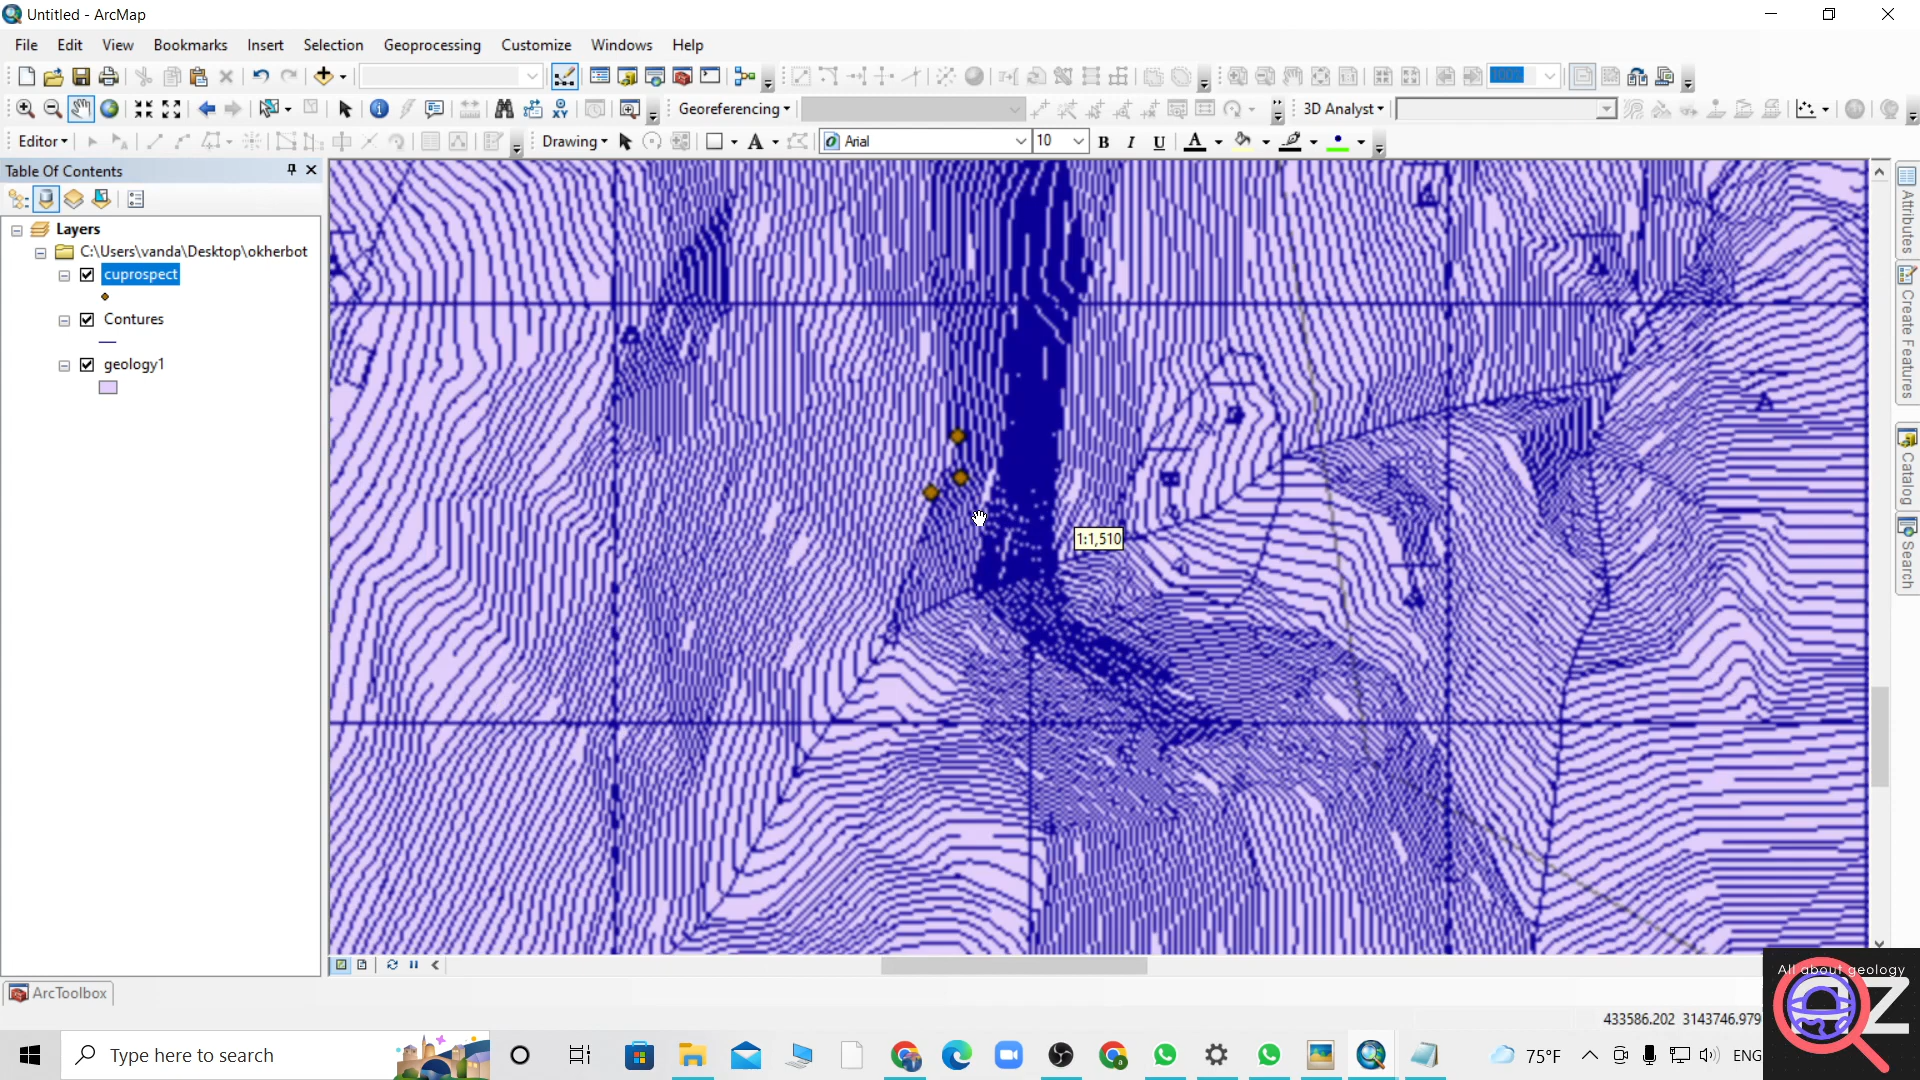 Untitled - ArcMap
File Edit View Bookmarks Insert Selection Geoprocessing Customize Windows Help
Georeferencing
3D Analyst
Editor
Drawing
Arial
10
B I U A
Table Of Contents
Layers
C:\Users\vanda\Desktop\okherbot
cuprospect
Contures
geology1
1:1,510
Attributes
Create Features
Catalog
Search
ArcToolbox
433586.202 3143746.979
All about geology
Z
Type here to search
75°F
ENG